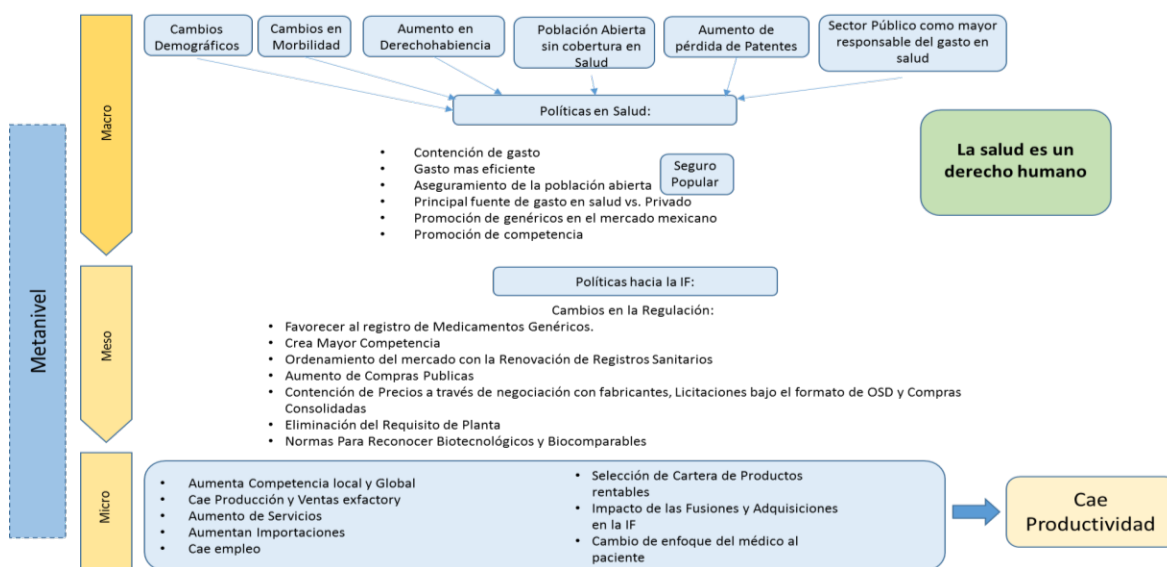 Cambios
Demográficos
Cambios en
Morbilidad
Aumento en
Derechohabiencia
Población Abierta
sin cobertura en
Salud
Aumento de
pérdida de Patentes
Sector Público como mayor
responsable del gasto en
salud
Metanivel
Macro
Políticas en Salud:
• Contención de gasto
• Gasto mas eficiente
• Aseguramiento de la población abierta
• Principal fuente de gasto en salud vs. Privado
• Promoción de genéricos en el mercado mexicano
• Promoción de competencia
Seguro
Popular
La salud es un
derecho humano
Meso
Políticas hacia la IF:
Cambios en la Regulación:
• Favorecer al registro de Medicamentos Genéricos.
• Crea Mayor Competencia
• Ordenamiento del mercado con la Renovación de Registros Sanitarios
• Aumento de Compras Publicas
• Contención de Precios a través de negociación con fabricantes, Licitaciones bajo el formato de OSD y Compras
Consolidadas
• Eliminación del Requisito de Planta
• Normas Para Reconocer Biotecnológicos y Biocomparables
Micro
• Aumenta Competencia local y Global
• Cae Producción y Ventas exfactory
• Aumento de Servicios
• Aumentan Importaciones
• Cae empleo
• Selección de Cartera de Productos
rentables
• Impacto de las Fusiones y Adquisiciones
en la IF
• Cambio de enfoque del médico al
paciente
Cae
Productividad